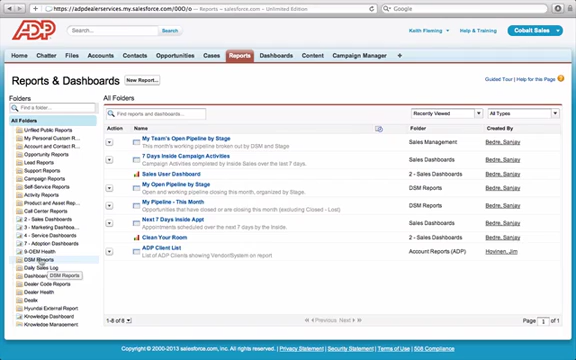 Reports ~ Salesforce.com - Unlimited Edition
https://adpdealerservices.my.salesforce.com/00O/o
Google
ADP
Search...
Search
Keith Fleming
Help & Training
Cobalt Sales
Home
Chatter
Files
Accounts
Contacts
Opportunities
Cases
Reports
Dashboards
Content
Campaign Manager
+
Reports & Dashboards
New Report...
Guided Tour
Help for this Page
Folders
Find a folder...
All Folders
Unfiled Public Reports
My Personal Custom R...
Account and Contact R...
Opportunity Reports
Lead Reports
Support Reports
Campaign Reports
Self-Service Reports
Activity Reports
Product and Asset Rep...
Call Center Reports
2 - Sales Dashboards
3 - Marketing Dashboa...
4 - Service Dashboards
7 - Adoption Dashboards
9-OEM Health
DSM Reports
Daily Sales Log
Dashboard
DSM Reports
Dealer Code Reports
Dealer Health
Dealix
Hyundai External Report
Knowledge Dashboard
Knowledge Management
All Folders
Find reports and dashboards...
Recently Viewed
All Types
Action
Name
Folder
Created By
My Team's Open Pipeline by Stage
This month's working pipeline broken out by DSM and Stage
Sales Management
Bedre, Sanjay
7 Days Inside Campaign Activities
Campaign activities completed by Inside Sales over the last 7 days.
Sales Dashboards
Bedre, Sanjay
Sales User Dashboard
2 - Sales Dashboards
Bedre, Sanjay
My Open Pipeline by Stage
Open and working pipeline closing this month, organized by Stage.
DSM Reports
Bedre, Sanjay
My Pipeline - This Month
Opportunities that have closed or are closing this month (excluding Closed - Lost)
DSM Reports
Bedre, Sanjay
Next 7 Days Inside Appt
Appointments scheduled over the next 7 days by the Inside.
Sales Dashboards
Bedre, Sanjay
Clean Your Room
2 - Sales Dashboards
Bedre, Sanjay
ADP Client List
List of ADP Clients showing Vendor/System on report
Account Reports (ADP)
Hovinen, Jim
1-8 of 8
Previous
Next
Page 1 of 1
Copyright © 2000-2013 salesforce.com, inc. All rights reserved. | Privacy Statement | Security Statement | Terms of Use | 508 Compliance